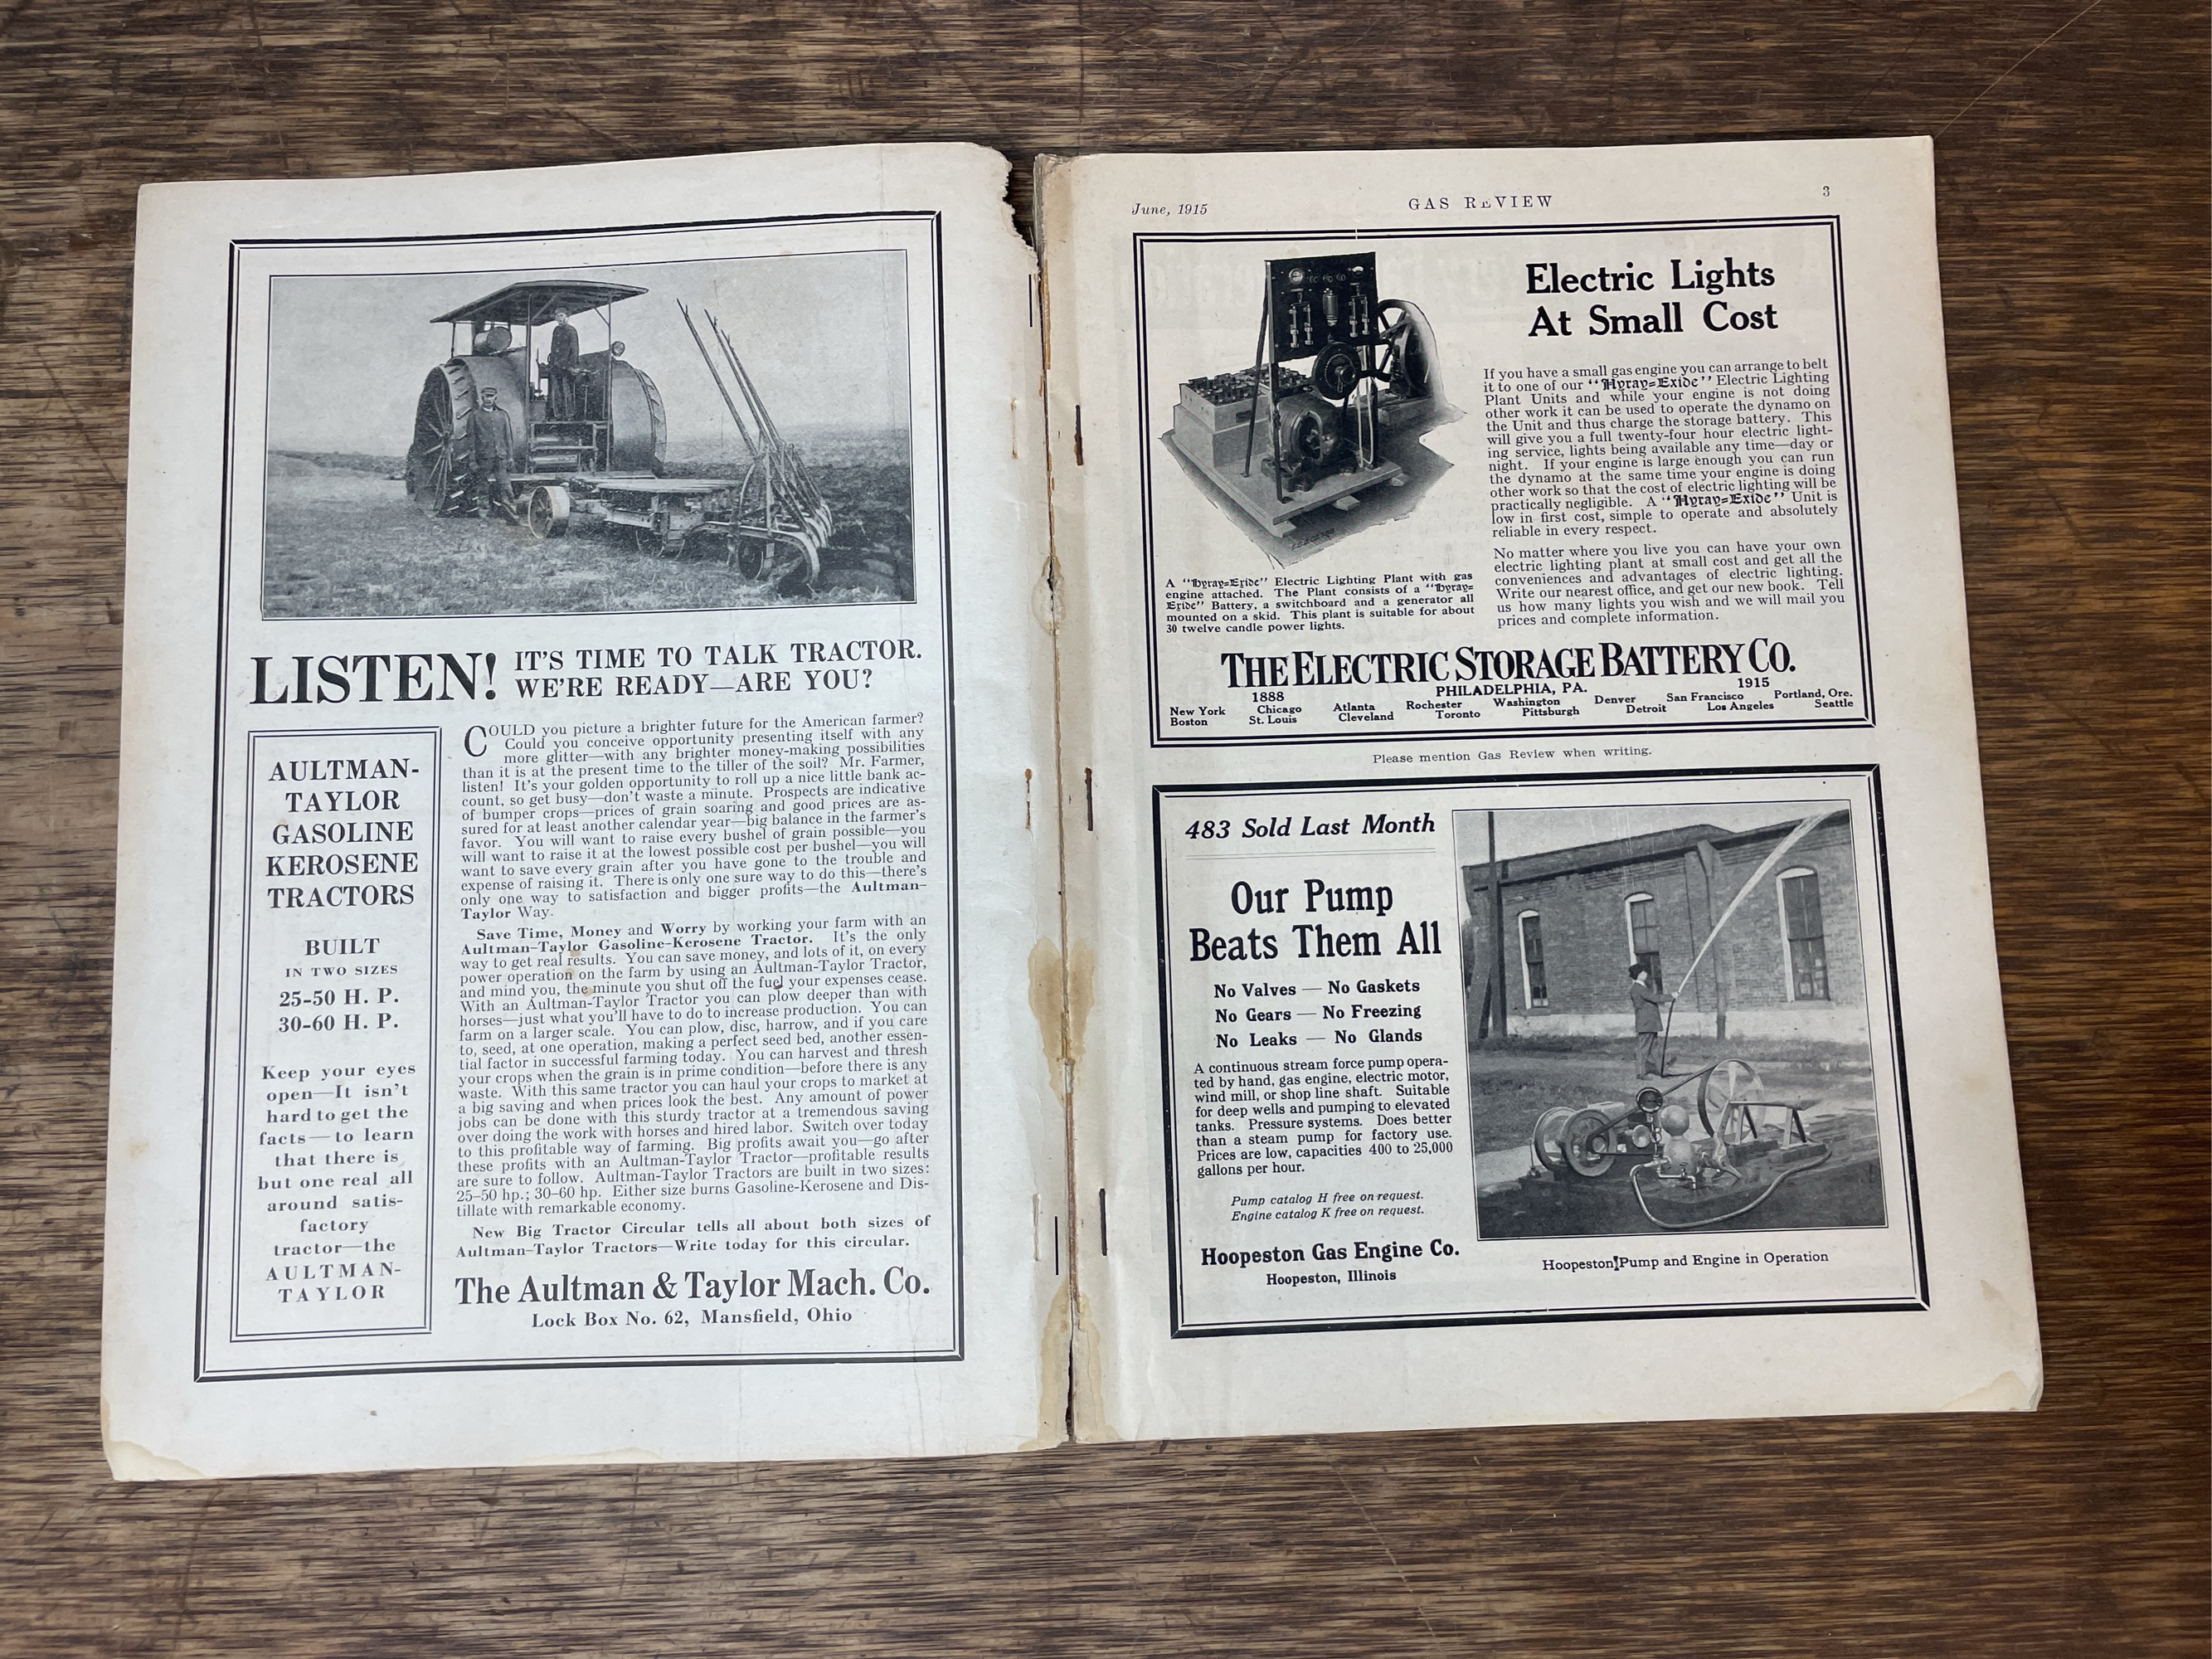 LISTEN! IT'S TIME TO TALK TRACTOR.
WE'RE READY—ARE YOU?
AULTMAN-
TAYLOR
GASOLINE
KEROSENE
TRACTORS
BUILT
IN TWO SIZES
25-50 H. P.
30-60 H. P.
Keep your eyes
open—It isn't
hard to get the
facts—to learn
that there is
but one real all
around satis-
factory
tractor—the
AULTMAN-
TAYLOR
COULD you picture a brighter future for the American farmer?
Could you conceive opportunity presenting itself with any
more glitter—with any brighter money-making possibilities
than it is at the present time to the tiller of the soil? Mr. Farmer,
listen! It's your golden opportunity to roll up a nice little bank ac-
count, so get busy—don't waste a minute. Prospects are indicative
of bumper crops—prices of grain soaring and good prices are as-
sured for at least another calendar year—big balance in the farmer's
favor. You will want to raise every bushel of grain possible—you
will want to raise it at the lowest possible cost per bushel—you will
want to save every grain after you have gone to the trouble and
expense of raising it. There is only one sure way to do this—there's
only one way to satisfaction and bigger profits—the Aultman-
Taylor Way.
Save Time, Money and Worry by working your farm with an
Aultman-Taylor Gasoline-Kerosene Tractor. It's the only
way to get real results. You can save money, and lots of it, on every
power operation on the farm by using an Aultman-Taylor Tractor,
and mind you, the minute you shut off the fuel your expenses cease.
With an Aultman-Taylor Tractor you can plow deeper than with
horses—just what you'll have to do to increase production. You can
farm on a larger scale. You can plow, disc, harrow, and if you care
to, seed, at one operation, making a perfect seed bed, another essen-
tial factor in successful farming today. You can harvest and thresh
your crops when the grain is in prime condition—before there is any
waste. With this same tractor you can haul your crops to market at
a big saving and when prices look the best. Any amount of power
jobs can be done with this sturdy tractor at a tremendous saving
over doing the work with horses and hired labor. Switch over today
to this profitable way of farming. Big profits await you—go after
these profits with an Aultman-Taylor Tractor—profitable results
are sure to follow. Aultman-Taylor Tractors are built in two sizes:
25-50 hp.; 30-60 hp. Either size burns Gasoline-Kerosene and Dis-
tillate with remarkable economy.
New Big Tractor Circular tells all about both sizes of
Aultman-Taylor Tractors—Write today for this circular.
The Aultman & Taylor Mach. Co.
Lock Box No. 62, Mansfield, Ohio
June, 1915 GAS REVIEW 3
Electric Lights
At Small Cost
If you have a small gas engine you can arrange to belt
it to one of our "Hyray-Exide" Electric Lighting
Plant Units and while your engine is not doing
other work it can be used to operate the dynamo on
the Unit and thus charge the storage battery. This
will give you a full twenty-four hour electric light-
ing service, lights being available any time—day or
night. If your engine is large enough you can run
the dynamo at the same time your engine is doing
other work so that the cost of electric lighting will be
practically negligible. A "Hyray-Exide" Unit is
low in first cost, simple to operate and absolutely
reliable in every respect.
No matter where you live you can have your own
electric lighting plant at small cost and get all the
conveniences and advantages of electric lighting.
Write our nearest office, and get our new book. Tell
us how many lights you wish and we will mail you
prices and complete information.
A "Hyray-Exide" Electric Lighting Plant with gas
engine attached. The Plant consists of a "Hyray-
Exide" Battery, a switchboard and a generator all
mounted on a skid. This plant is suitable for about
30 twelve candle power lights.
THE ELECTRIC STORAGE BATTERY CO.
1888 PHILADELPHIA, PA. 1915
New York Chicago Atlanta Rochester Washington Denver San Francisco Portland, Ore.
Boston St. Louis Cleveland Toronto Pittsburgh Detroit Los Angeles Seattle
Please mention Gas Review when writing.
483 Sold Last Month
Our Pump
Beats Them All
No Valves — No Gaskets
No Gears — No Freezing
No Leaks — No Glands
A continuous stream force pump opera-
ted by hand, gas engine, electric motor,
wind mill, or shop line shaft. Suitable
for deep wells and pumping to elevated
tanks. Pressure systems. Does better
than a steam pump for factory use.
Prices are low, capacities 400 to 25,000
gallons per hour.
Pump catalog H free on request.
Engine catalog K free on request.
Hoopeston Gas Engine Co.
Hoopeston, Illinois
Hoopeston Pump and Engine in Operation